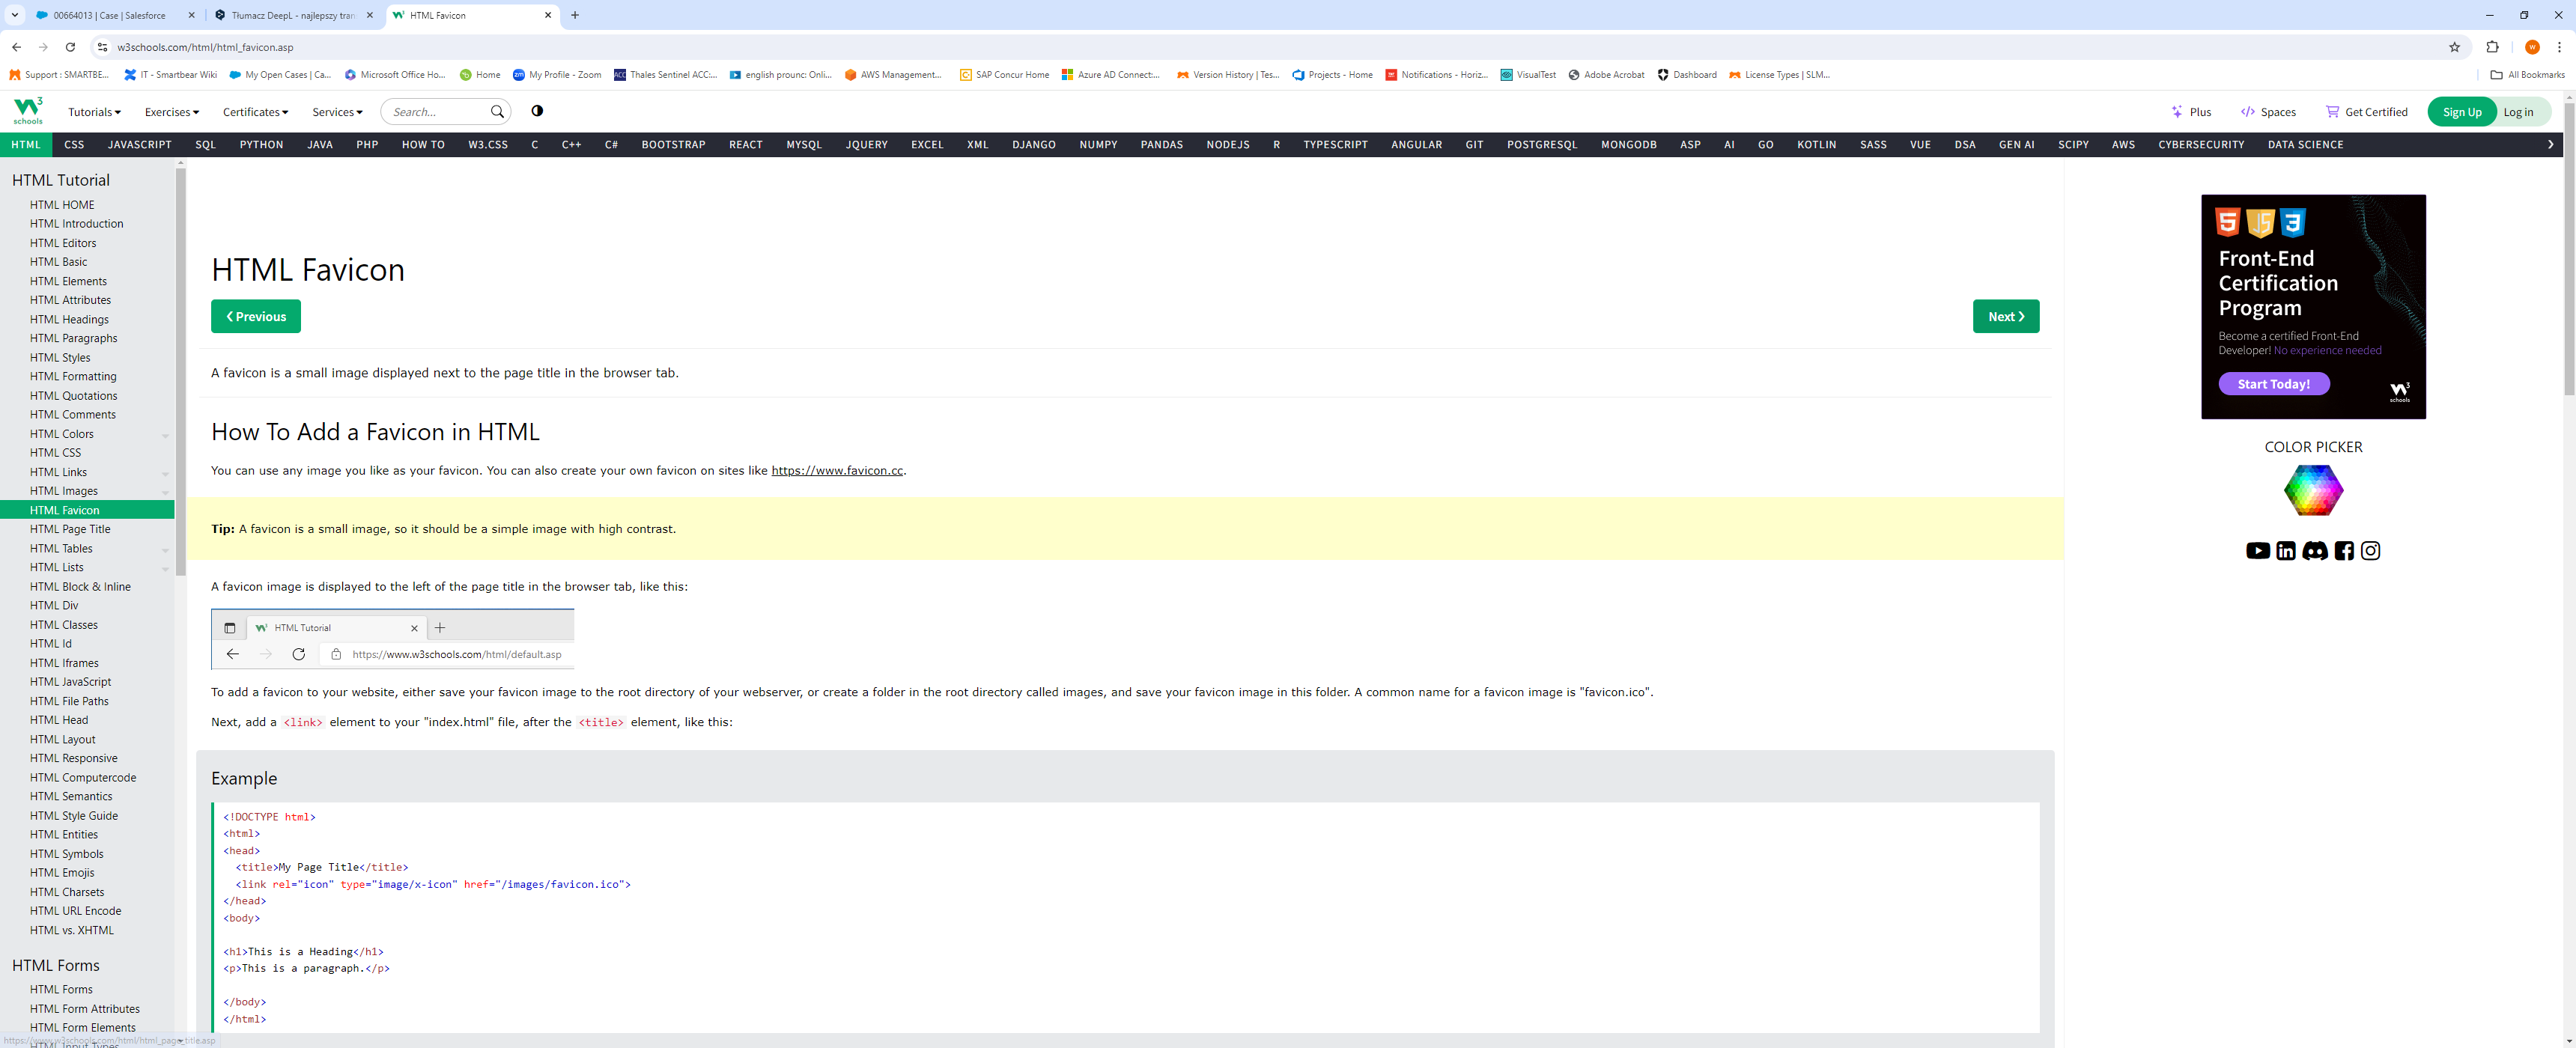 00664013 | Case | Salesforce
Tłumacz DeepL - najlepszy tran
HTML Favicon
w3schools.com/html/html_favicon.asp
Support : SMARTBE...
IT - Smartbear Wiki
My Open Cases | Ca...
Microsoft Office Ho...
Home
My Profile - Zoom
Thales Sentinel ACC:...
english prounc: Onli...
AWS Management...
SAP Concur Home
Azure AD Connect:...
Version History | Tes...
Projects - Home
Notifications - Horiz...
VisualTest
Adobe Acrobat
Dashboard
License Types | SLM...
All Bookmarks
W3 schools
Tutorials
Exercises
Certificates
Services
Search...
Plus
Spaces
Get Certified
Sign Up
Log in
HTML CSS JAVASCRIPT SQL PYTHON JAVA PHP HOW TO W3.CSS C C++ C# BOOTSTRAP REACT MYSQL JQUERY EXCEL XML DJANGO NUMPY PANDAS NODEJS R TYPESCRIPT ANGULAR GIT POSTGRESQL MONGODB ASP AI GO KOTLIN SASS VUE DSA GEN AI SCIPY AWS CYBERSECURITY DATA SCIENCE
HTML Tutorial
HTML HOME
HTML Introduction
HTML Editors
HTML Basic
HTML Elements
HTML Attributes
HTML Headings
HTML Paragraphs
HTML Styles
HTML Formatting
HTML Quotations
HTML Comments
HTML Colors
HTML CSS
HTML Links
HTML Images
HTML Favicon
HTML Page Title
HTML Tables
HTML Lists
HTML Block & Inline
HTML Div
HTML Classes
HTML Id
HTML Iframes
HTML JavaScript
HTML File Paths
HTML Head
HTML Layout
HTML Responsive
HTML Computercode
HTML Semantics
HTML Style Guide
HTML Entities
HTML Symbols
HTML Emojis
HTML Charsets
HTML URL Encode
HTML vs. XHTML
HTML Forms
HTML Forms
HTML Form Attributes
HTML Form Elements
HTML Input Types
https://www.w3schools.com/html/html_page_title.asp
HTML Favicon
❮ Previous
Next ❯
A favicon is a small image displayed next to the page title in the browser tab.
How To Add a Favicon in HTML
You can use any image you like as your favicon. You can also create your own favicon on sites like https://www.favicon.cc.
Tip: A favicon is a small image, so it should be a simple image with high contrast.
A favicon image is displayed to the left of the page title in the browser tab, like this:
HTML Tutorial
https://www.w3schools.com/html/default.asp
To add a favicon to your website, either save your favicon image to the root directory of your webserver, or create a folder in the root directory called images, and save your favicon image in this folder. A common name for a favicon image is "favicon.ico".
Next, add a <link> element to your "index.html" file, after the <title> element, like this:
Example
<!DOCTYPE html>
<html>
<head>
  <title>My Page Title</title>
  <link rel="icon" type="image/x-icon" href="/images/favicon.ico">
</head>
<body>
<h1>This is a Heading</h1>
<p>This is a paragraph.</p>
</body>
</html>
5 JS 3
Front-End
Certification
Program
Become a certified Front-End
Developer! No experience needed
Start Today!
W3 schools
COLOR PICKER